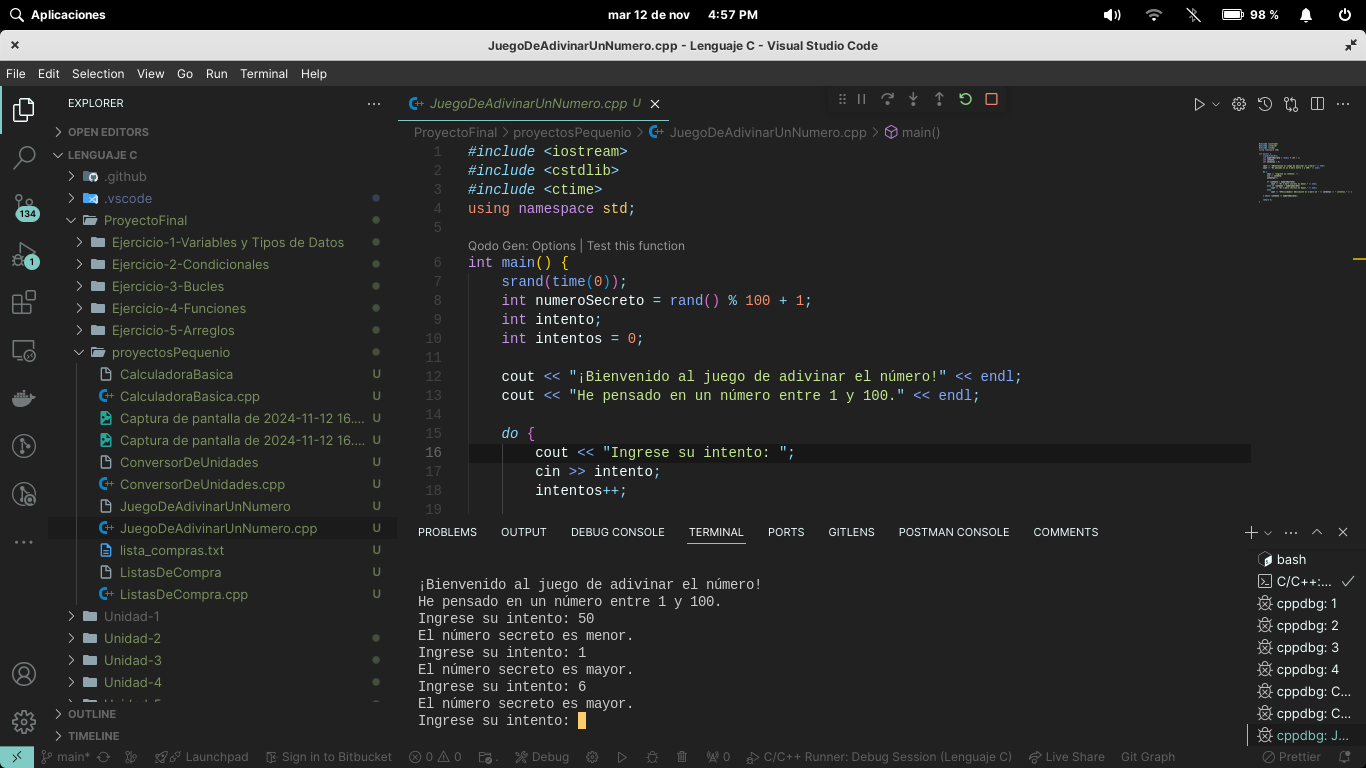 Aplicaciones
mar 12 de nov 4:57 PM
98 %
JuegoDeAdivinarUnNumero.cpp - Lenguaje C - Visual Studio Code
File Edit Selection View Go Run Terminal Help
EXPLORER
OPEN EDITORS
LENGUAJE C
.github
.vscode
ProyectoFinal
Ejercicio-1-Variables y Tipos de Datos
Ejercicio-2-Condicionales
Ejercicio-3-Bucles
Ejercicio-4-Funciones
Ejercicio-5-Arreglos
proyectosPequenio
CalculadoraBasica U
CalculadoraBasica.cpp U
Captura de pantalla de 2024-11-12 16.... U
Captura de pantalla de 2024-11-12 16.... U
ConversorDeUnidades U
ConversorDeUnidades.cpp U
JuegoDeAdivinarUnNumero U
JuegoDeAdivinarUnNumero.cpp U
lista_compras.txt U
ListasDeCompra U
ListasDeCompra.cpp U
Unidad-1
Unidad-2
Unidad-3
Unidad-4
OUTLINE
TIMELINE
134
1
JuegoDeAdivinarUnNumero.cpp U
ProyectoFinal > proyectosPequenio > JuegoDeAdivinarUnNumero.cpp > main()
1 #include <iostream>
2 #include <cstdlib>
3 #include <ctime>
4 using namespace std;
5
Qodo Gen: Options | Test this function
6 int main() {
7 srand(time(0));
8 int numeroSecreto = rand() % 100 + 1;
9 int intento;
10 int intentos = 0;
11
12 cout << "¡Bienvenido al juego de adivinar el número!" << endl;
13 cout << "He pensado en un número entre 1 y 100." << endl;
14
15 do {
16 cout << "Ingrese su intento: ";
17 cin >> intento;
18 intentos++;
19
PROBLEMS OUTPUT DEBUG CONSOLE TERMINAL PORTS GITLENS POSTMAN CONSOLE COMMENTS
¡Bienvenido al juego de adivinar el número!
He pensado en un número entre 1 y 100.
Ingrese su intento: 50
El número secreto es menor.
Ingrese su intento: 1
El número secreto es mayor.
Ingrese su intento: 6
El número secreto es mayor.
Ingrese su intento:
bash
C/C++:...
cppdbg: 1
cppdbg: 2
cppdbg: 3
cppdbg: 4
cppdbg: C...
cppdbg: C...
cppdbg: J...
main* Launchpad Sign in to Bitbucket 0 0 Debug 0 C/C++ Runner: Debug Session (Lenguaje C) Live Share Git Graph Prettier